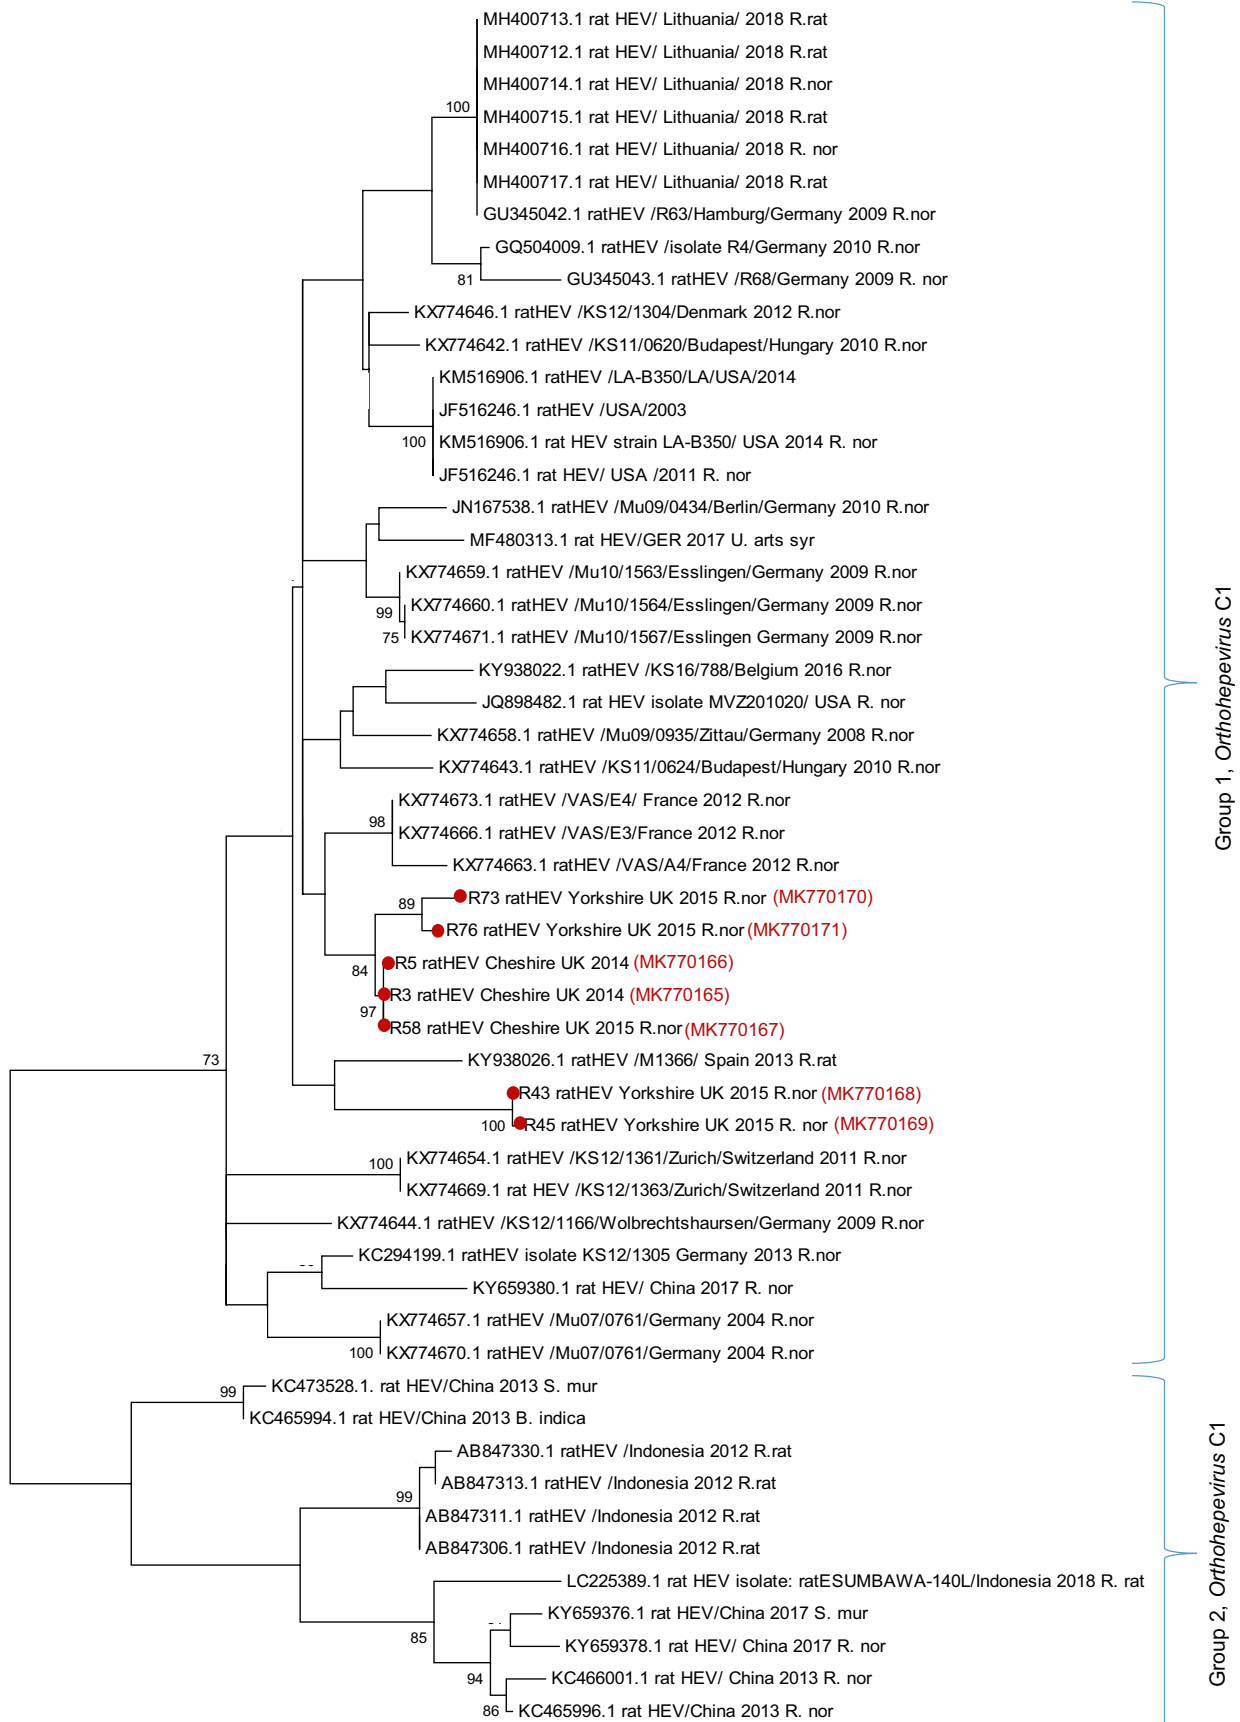 MH400713.1 rat HEV/ Lithuania/ 2018 R.rat
MH400712.1 rat HEV/ Lithuania/ 2018 R.rat
MH400714.1 rat HEV/ Lithuania/ 2018 R.nor
100
MH400715.1 rat HEV/ Lithuania/ 2018 R.rat
MH400716.1 rat HEV/ Lithuania/ 2018 R. nor
MH400717.1 rat HEV/ Lithuania/ 2018 R.rat
GU345042.1 ratHEV /R63/Hamburg/Germany 2009 R.nor
GQ504009.1 ratHEV /isolate R4/Germany 2010 R.nor
81
GU345043.1 ratHEV /R68/Germany 2009 R. nor
KX774646.1 ratHEV /KS12/1304/Denmark 2012 R.nor
KX774642.1 ratHEV /KS11/0620/Budapest/Hungary 2010 R.nor
KM516906.1 ratHEV /LA-B350/LA/USA/2014
JF516246.1 ratHEV /USA/2003
100
KM516906.1 rat HEV strain LA-B350/ USA 2014 R. nor
JF516246.1 rat HEV/ USA /2011 R. nor
JN167538.1 ratHEV /Mu09/0434/Berlin/Germany 2010 R.nor
MF480313.1 rat HEV/GER 2017 U. arts syr
KX774659.1 ratHEV /Mu10/1563/Esslingen/Germany 2009 R.nor
99
KX774660.1 ratHEV /Mu10/1564/Esslingen/Germany 2009 R.nor
75
KX774671.1 ratHEV /Mu10/1567/Esslingen Germany 2009 R.nor
KY938022.1 ratHEV /KS16/788/Belgium 2016 R.nor
JQ898482.1 rat HEV isolate MVZ201020/ USA R. nor
KX774658.1 ratHEV /Mu09/0935/Zittau/Germany 2008 R.nor
KX774643.1 ratHEV /KS11/0624/Budapest/Hungary 2010 R.nor
KX774673.1 ratHEV /VAS/E4/ France 2012 R.nor
98
KX774666.1 ratHEV /VAS/E3/France 2012 R.nor
KX774663.1 ratHEV /VAS/A4/France 2012 R.nor
R73 ratHEV Yorkshire UK 2015 R.nor (MK770170)
89
R76 ratHEV Yorkshire UK 2015 R.nor (MK770171)
R5 ratHEV Cheshire UK 2014 (MK770166)
84
R3 ratHEV Cheshire UK 2014 (MK770165)
97
R58 ratHEV Cheshire UK 2015 R.nor (MK770167)
73
KY938026.1 ratHEV /M1366/ Spain 2013 R.rat
R43 ratHEV Yorkshire UK 2015 R.nor (MK770168)
100
R45 ratHEV Yorkshire UK 2015 R. nor (MK770169)
KX774654.1 ratHEV /KS12/1361/Zurich/Switzerland 2011 R.nor
100
KX774669.1 rat HEV /KS12/1363/Zurich/Switzerland 2011 R.nor
KX774644.1 ratHEV /KS12/1166/Wolbrechtshaursen/Germany 2009 R.nor
KC294199.1 ratHEV isolate KS12/1305 Germany 2013 R.nor
KY659380.1 rat HEV/ China 2017 R. nor
KX774657.1 ratHEV /Mu07/0761/Germany 2004 R.nor
100
KX774670.1 ratHEV /Mu07/0761/Germany 2004 R.nor
Group 1, Orthohepevirus C1
KC473528.1. rat HEV/China 2013 S. mur
99
KC465994.1 rat HEV/China 2013 B. indica
AB847330.1 ratHEV /Indonesia 2012 R.rat
AB847313.1 ratHEV /Indonesia 2012 R.rat
99
AB847311.1 ratHEV /Indonesia 2012 R.rat
AB847306.1 ratHEV /Indonesia 2012 R.rat
LC225389.1 rat HEV isolate: ratESUMBAWA-140L/Indonesia 2018 R. rat
KY659376.1 rat HEV/China 2017 S. mur
85
KY659378.1 rat HEV/ China 2017 R. nor
94
KC466001.1 rat HEV/ China 2013 R. nor
86
KC465996.1 rat HEV/China 2013 R. nor
Group 2, Orthohepevirus C1